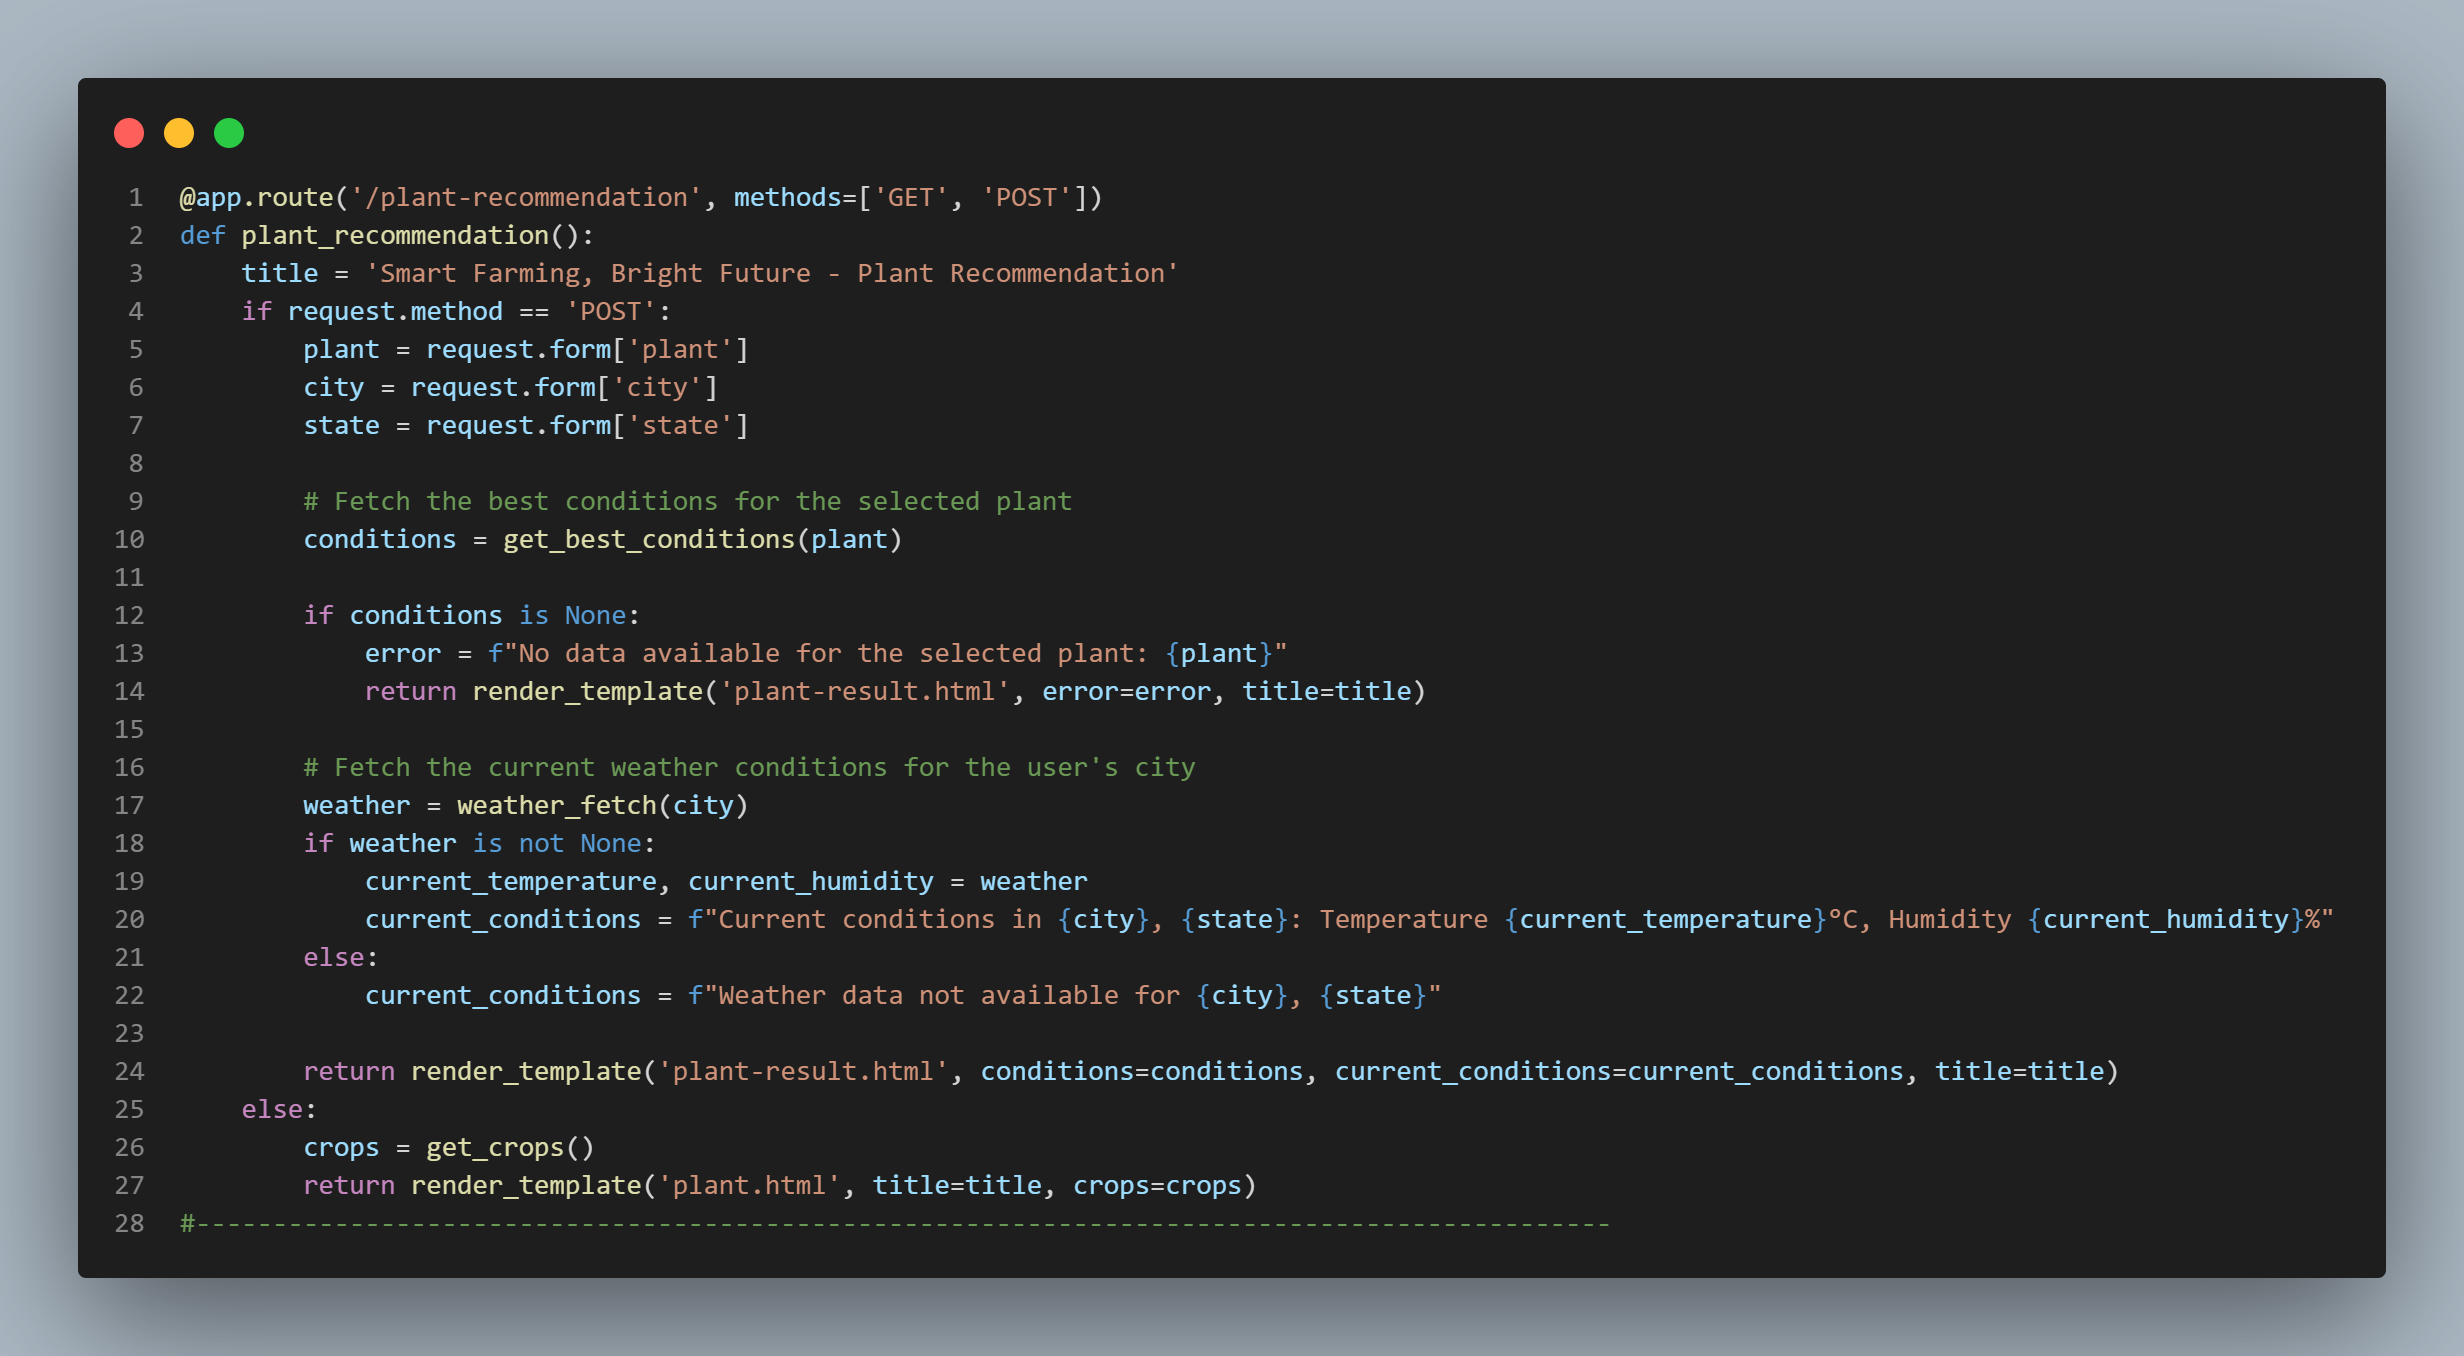 1 @app.route('/plant-recommendation', methods=['GET', 'POST'])
2 def plant_recommendation():
3     title = 'Smart Farming, Bright Future - Plant Recommendation'
4     if request.method == 'POST':
5         plant = request.form['plant']
6         city = request.form['city']
7         state = request.form['state']
8
9         # Fetch the best conditions for the selected plant
10         conditions = get_best_conditions(plant)
11
12         if conditions is None:
13             error = f"No data available for the selected plant: {plant}"
14             return render_template('plant-result.html', error=error, title=title)
15
16         # Fetch the current weather conditions for the user's city
17         weather = weather_fetch(city)
18         if weather is not None:
19             current_temperature, current_humidity = weather
20             current_conditions = f"Current conditions in {city}, {state}: Temperature {current_temperature}°C, Humidity {current_humidity}%"
21         else:
22             current_conditions = f"Weather data not available for {city}, {state}"
23
24         return render_template('plant-result.html', conditions=conditions, current_conditions=current_conditions, title=title)
25     else:
26         crops = get_crops()
27         return render_template('plant.html', title=title, crops=crops)
28 #--------------------------------------------------------------------------------------------